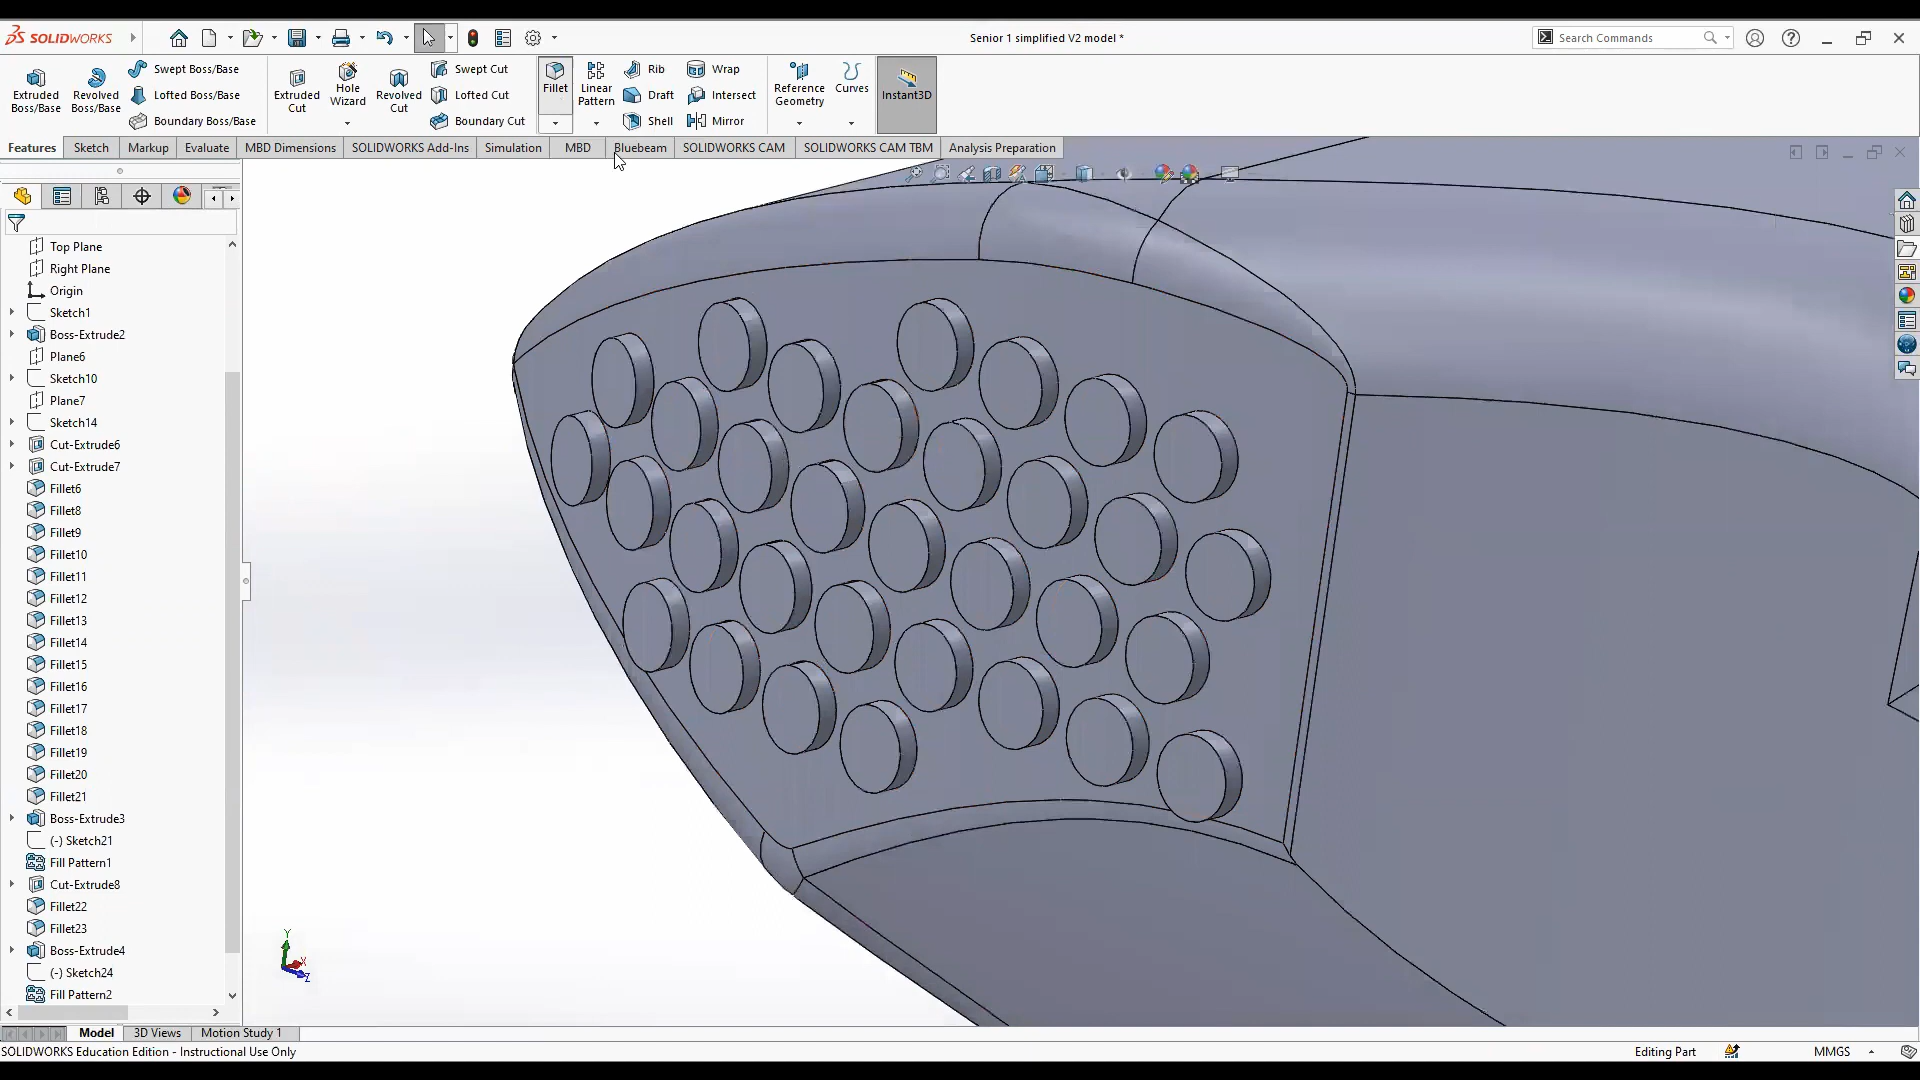 SOLIDWORKS
Senior 1 simplified V2 model *
Search Commands
Extruded Boss/Base
Revolved Boss/Base
Swept Boss/Base
Lofted Boss/Base
Boundary Boss/Base
Extruded Cut
Hole Wizard
Revolved Cut
Swept Cut
Lofted Cut
Boundary Cut
Fillet
Linear Pattern
Rib
Draft
Shell
Wrap
Intersect
Mirror
Reference Geometry
Curves
Instant3D
Features
Sketch
Markup
Evaluate
MBD Dimensions
SOLIDWORKS Add-Ins
Simulation
MBD
Bluebeam
SOLIDWORKS CAM
SOLIDWORKS CAM TBM
Analysis Preparation
Top Plane
Right Plane
Origin
Sketch1
Boss-Extrude2
Plane6
Sketch10
Plane7
Sketch14
Cut-Extrude6
Cut-Extrude7
Fillet6
Fillet8
Fillet9
Fillet10
Fillet11
Fillet12
Fillet13
Fillet14
Fillet15
Fillet16
Fillet17
Fillet18
Fillet19
Fillet20
Fillet21
Boss-Extrude3
(-) Sketch21
Fill Pattern1
Cut-Extrude8
Fillet22
Fillet23
Boss-Extrude4
(-) Sketch24
Fill Pattern2
Y
X
Z
Model
3D Views
Motion Study 1
SOLIDWORKS Education Edition - Instructional Use Only
Editing Part
MMGS